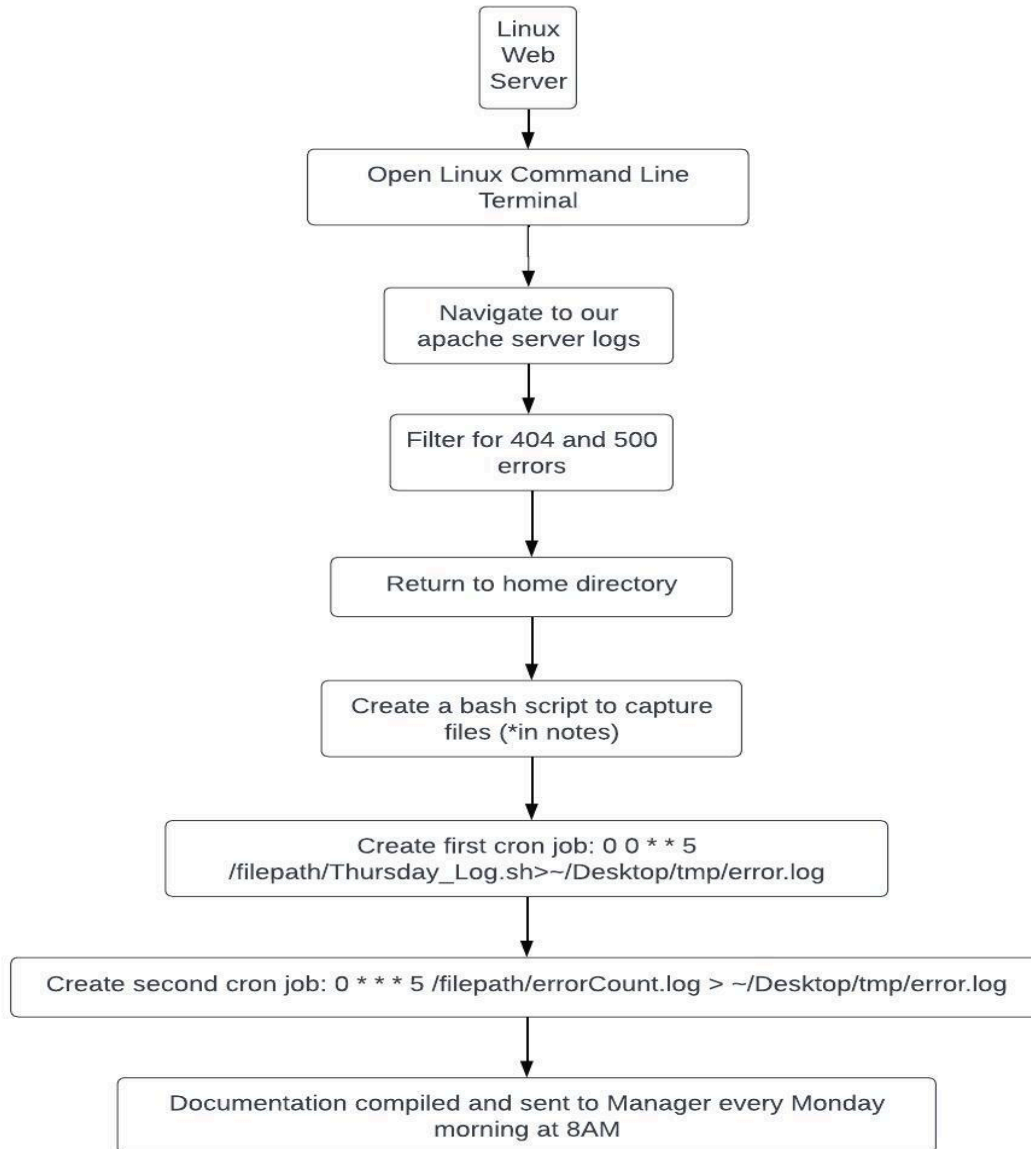 Linux
Web
Server
Open Linux Command Line
Terminal
Navigate to our
apache server logs
Filter for 404 and 500
errors
Return to home directory
Create a bash script to capture
files (*in notes)
Create first cron job: 0 0 * * 5
/filepath/Thursday_Log.sh>~/Desktop/tmp/error.log
Create second cron job: 0 * * * 5 /filepath/errorCount.log > ~/Desktop/tmp/error.log
Documentation compiled and sent to Manager every Monday
morning at 8AM